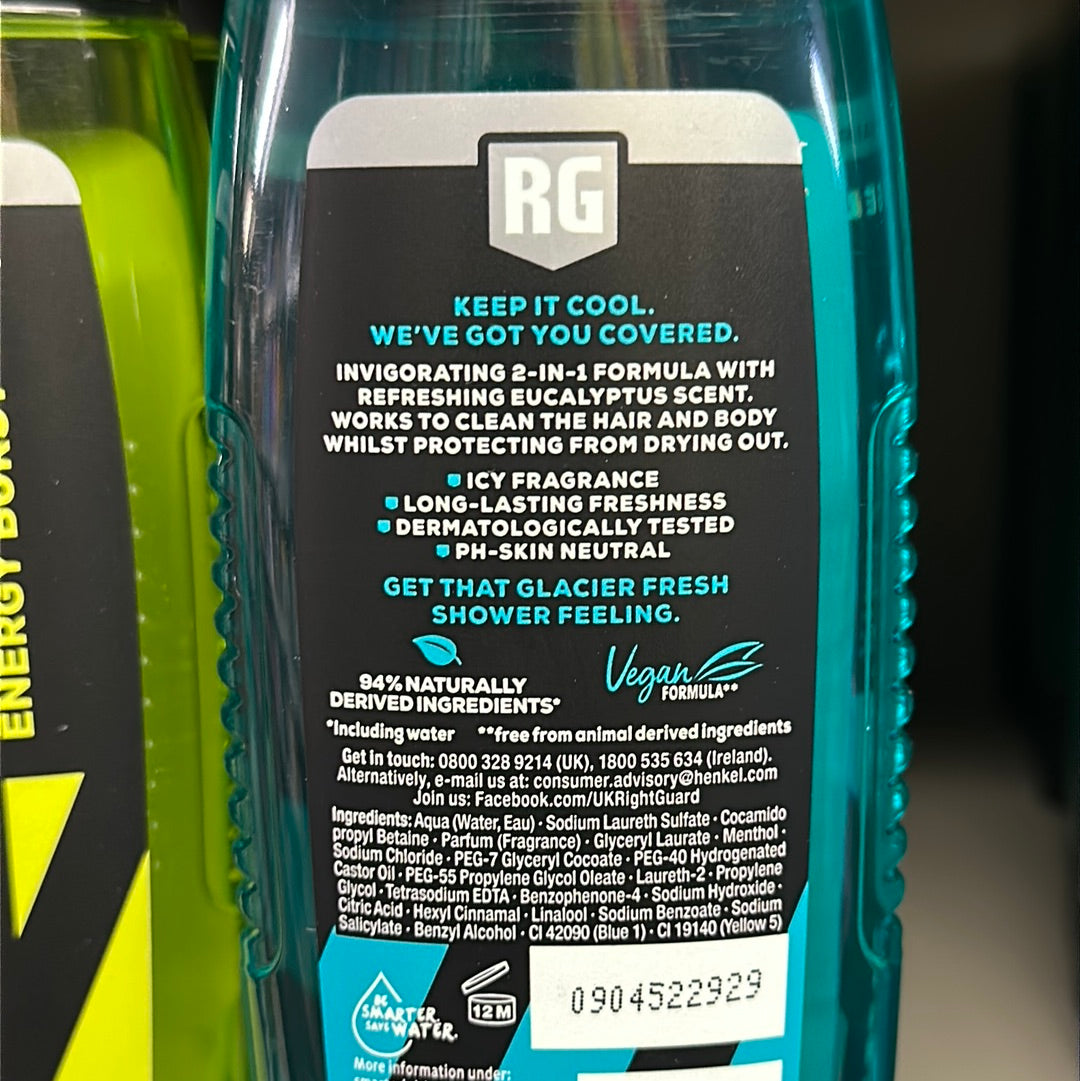 RG
KEEP IT COOL.
WE'VE GOT YOU COVERED.
INVIGORATING 2-IN-1 FORMULA WITH
REFRESHING EUCALYPTUS SCENT.
WORKS TO CLEAN THE HAIR AND BODY
WHILST PROTECTING FROM DRYING OUT.
ICY FRAGRANCE
LONG-LASTING FRESHNESS
DERMATOLOGICALLY TESTED
PH-SKIN NEUTRAL
GET THAT GLACIER FRESH
SHOWER FEELING.
94% NATURALLY
DERIVED INGREDIENTS*
Vegan
FORMULA**
*Including water **free from animal derived ingredients
Get in touch: 0800 328 9214 (UK), 1800 535 634 (Ireland).
Alternatively, e-mail us at: consumer.advisory@henkel.com
Join us: Facebook.com/UKRightGuard
Ingredients: Aqua (Water, Eau) · Sodium Laureth Sulfate · Cocamido
propyl Betaine · Parfum (Fragrance) · Glyceryl Laurate · Menthol ·
Sodium Chloride · PEG-7 Glyceryl Cocoate · PEG-40 Hydrogenated
Castor Oil · PEG-55 Propylene Glycol Oleate · Laureth-2 · Propylene
Glycol · Tetrasodium EDTA · Benzophenone-4 · Sodium Hydroxide ·
Citric Acid · Hexyl Cinnamal · Linalool · Sodium Benzoate · Sodium
Salicylate · Benzyl Alcohol · CI 42090 (Blue 1) · CI 19140 (Yellow 5)
BE
SMARTER.
SAVE WATER.
12M
0904522929
More information under:
ENERGY